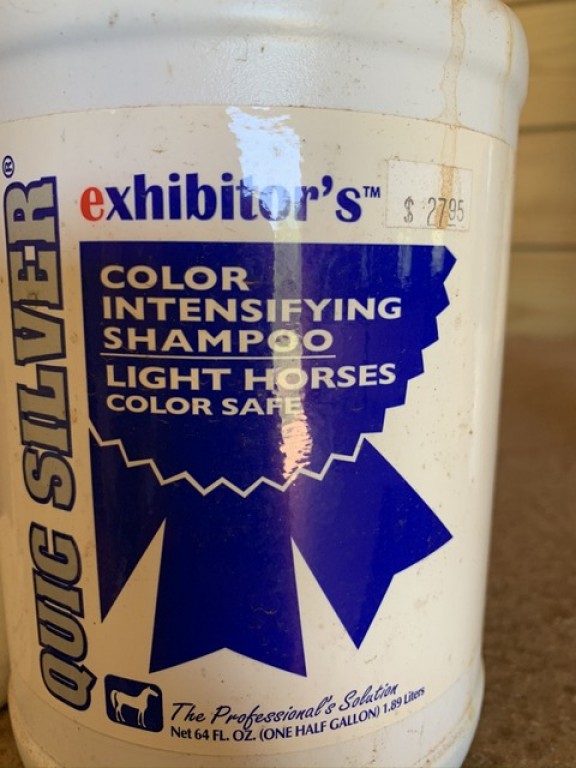 QUIC SILVER®
exhibitor's™
$ 27.95
COLOR
INTENSIFYING
SHAMPOO
LIGHT HORSES
COLOR SAFE
The Professional's Solution
Net 64 FL. OZ. (ONE HALF GALLON) 1.89 Liters